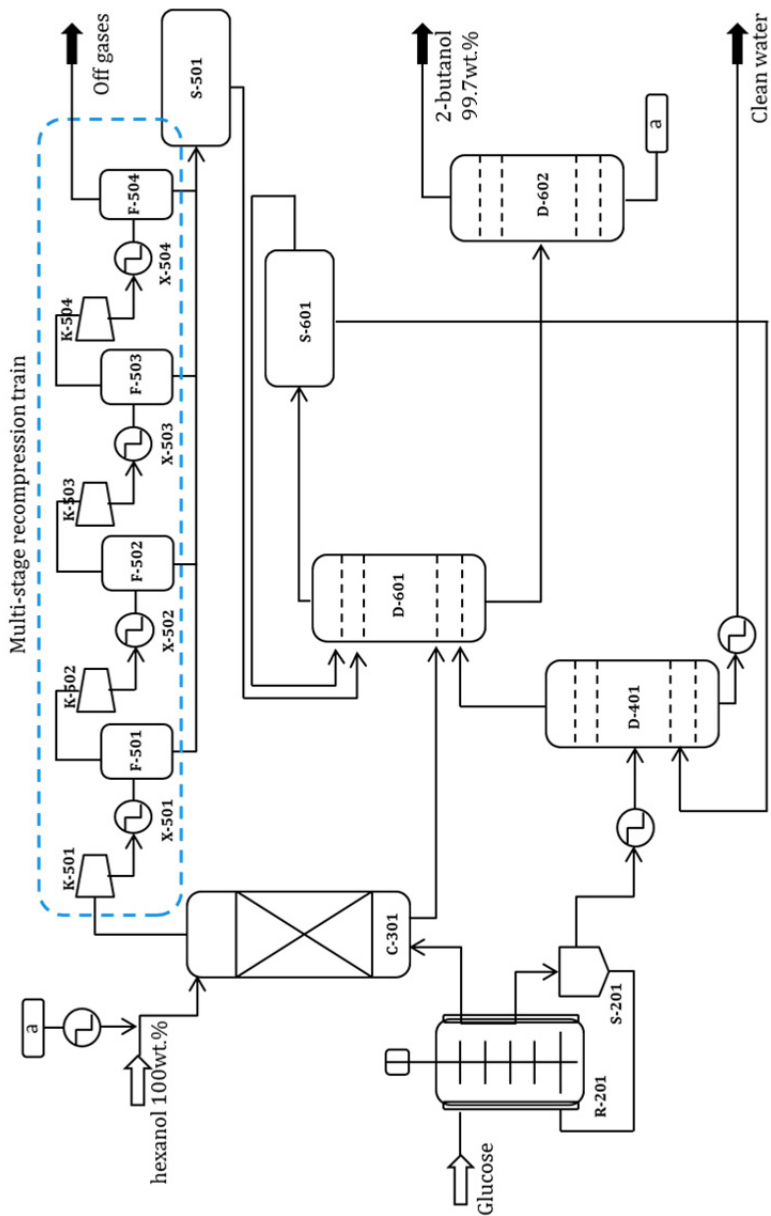 Multi-stage recompression train
K-501
K-502
K-503
K-504
X-501
F-501
X-502
F-502
X-503
F-503
X-504
F-504
Off gases
S-501
a
hexanol 100wt.%
C-301
S-601
D-601
D-602
2-butanol
99.7wt.%
a
Glucose
R-201
S-201
D-401
Clean water